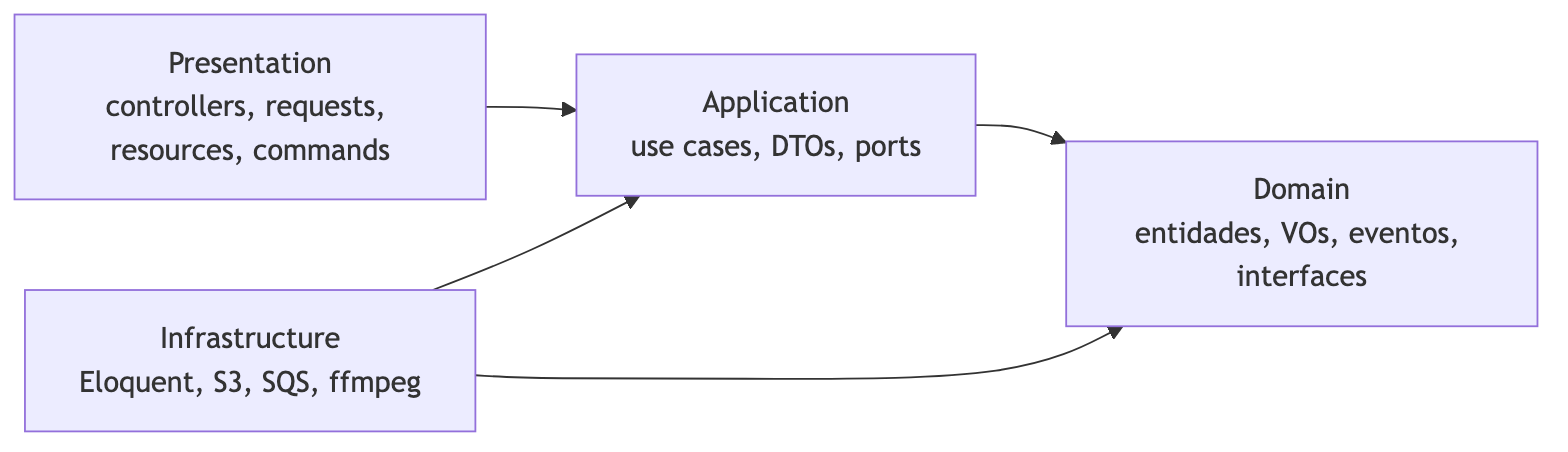 Presentation
controllers, requests,
resources, commands
Application
use cases, DTOs, ports
Domain
entidades, VOs, eventos,
interfaces
Infrastructure
Eloquent, S3, SQS, ffmpeg